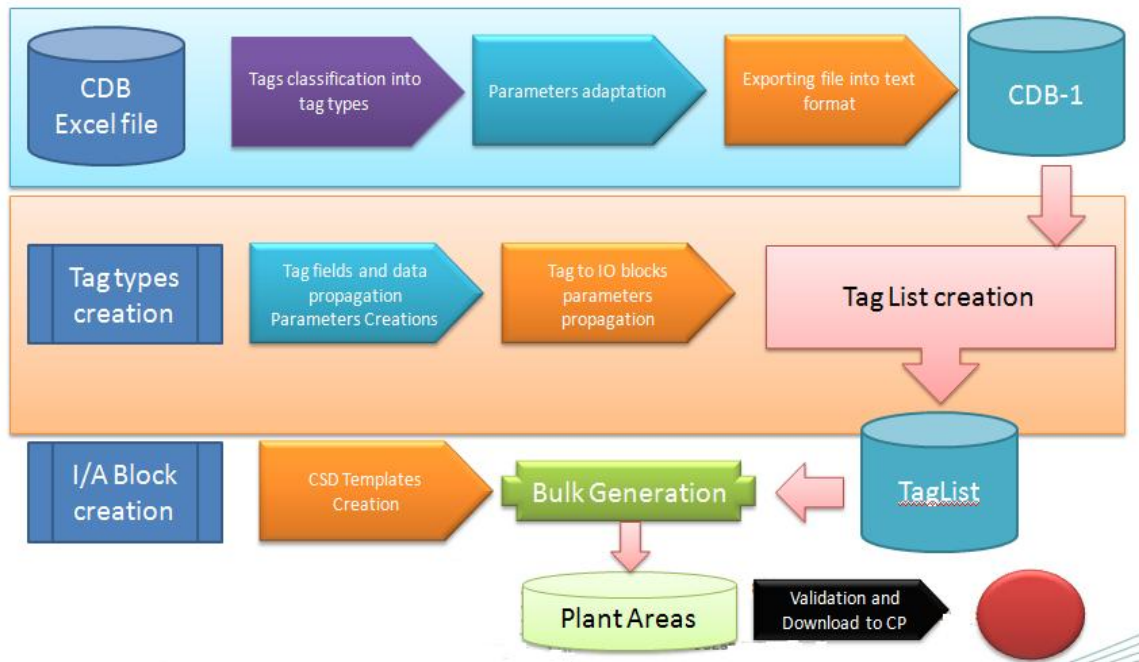 CDB
Excel file
Tags classification into
tag types
Parameters adaptation
Exporting file into text
format
CDB-1
Tag types
creation
Tag fields and data
propagation
Parameters Creations
Tag to IO blocks
parameters
propagation
Tag List creation
I/A Block
creation
CSD Templates
Creation
Bulk Generation
TagList
Plant Areas
Validation and
Download to CP